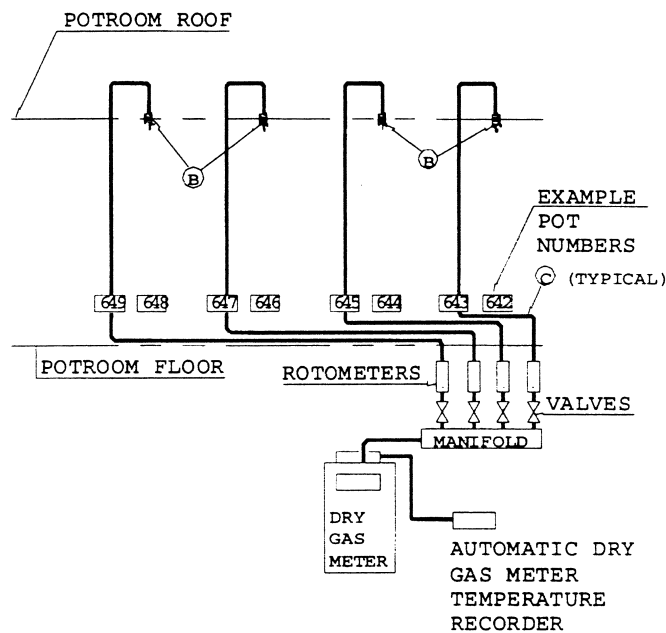 POTROOM ROOF
B
B
EXAMPLE
POT
NUMBERS
C (TYPICAL)
649 648 647 646 645 644 643 642
POTROOM FLOOR
ROTOMETERS
VALVES
MANIFOLD
DRY
GAS
METER
AUTOMATIC DRY
GAS METER
TEMPERATURE
RECORDER